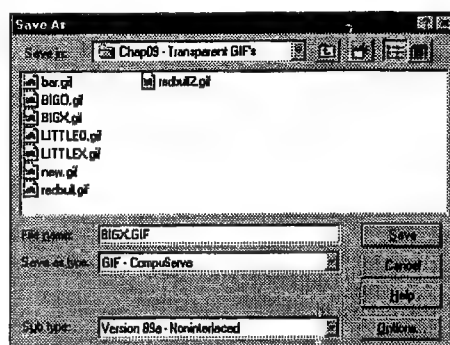 Save As
Save in: Chap09 - Transparent GIF's
bar.gif redbull2.gif
BIGO.gif
BIGX.gif
LITTLEO.gif
LITTLEX.gif
new.gif
redbull.gif
File name: BIGX.GIF Save
Save as type: GIF - CompuServe Cancel
Help
Sub type: Version 89a - Noninterlaced Options